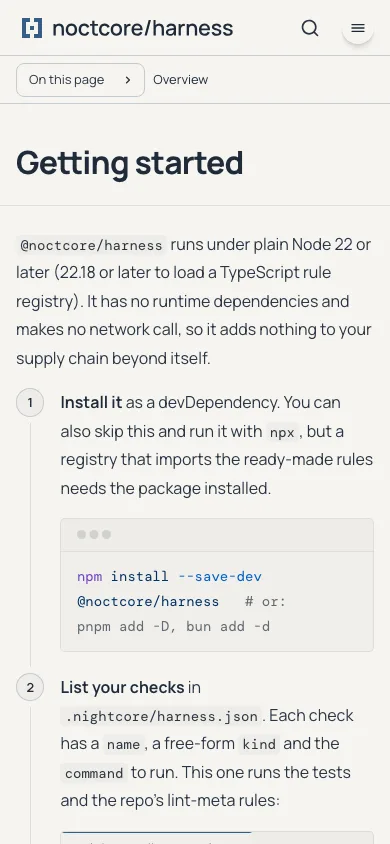 noctcore/harness
On this page
Overview
Getting started
@noctcore/harness runs under plain Node 22 or
later (22.18 or later to load a TypeScript rule
registry). It has no runtime dependencies and
makes no network call, so it adds nothing to your
supply chain beyond itself.
1
Install it as a devDependency. You can
also skip this and run it with npx, but a
registry that imports the ready-made rules
needs the package installed.
npm install --save-dev
@noctcore/harness   # or:
pnpm add -D, bun add -d
2
List your checks in
.nightcore/harness.json. Each check
has a name, a free-form kind and the
command to run. This one runs the tests
and the repo's lint-meta rules: